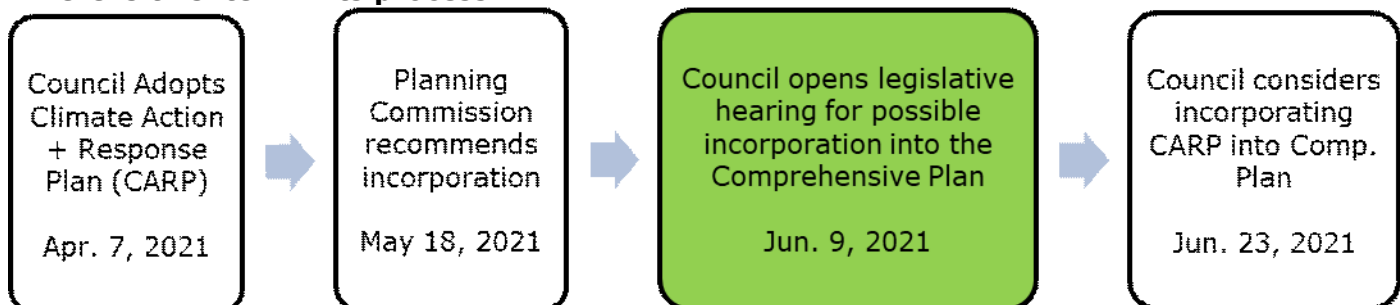 Council Adopts
Climate Action
+ Response
Plan (CARP)
Apr. 7, 2021
Planning
Commission
recommends
incorporation
May 18, 2021
Council opens legislative
hearing for possible
incorporation into the
Comprehensive Plan
Jun. 9, 2021
Council considers
incorporating
CARP into Comp.
Plan
Jun. 23, 2021